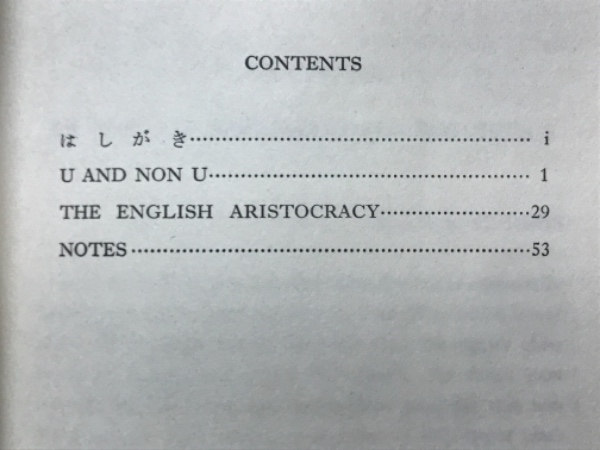 CONTENTS
はしがき……………………………………………… i
U AND NON U……………………………………………… 1
THE ENGLISH ARISTOCRACY……………………29
NOTES………………………………………………………53